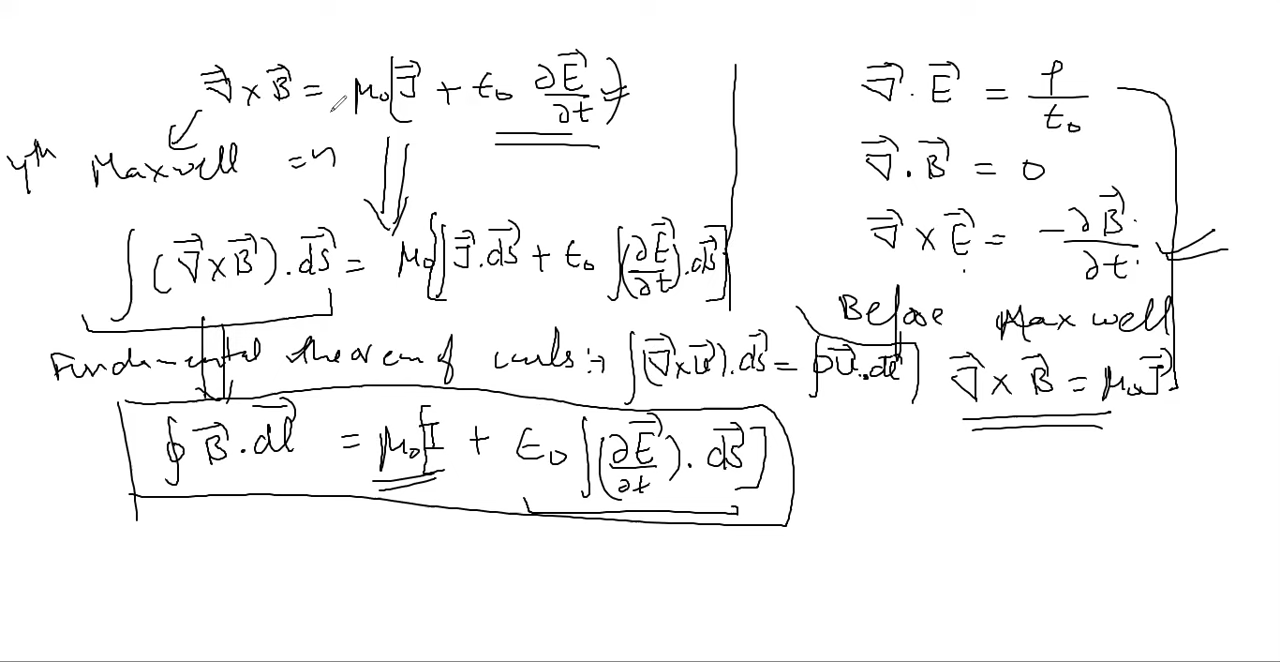 ∇⃗ × B⃗ = μ₀[J⃗ + ε₀ ∂E⃗/∂t)
4th Maxwell =n
∫(∇⃗×B⃗).ds⃗ = μ₀[∫J⃗.ds⃗ + ε₀ ∫(∂E⃗/∂t).ds⃗]
Fundamental theorem of curls :→ ∫(∇⃗×v⃗).ds⃗ = ∮v⃗.dl⃗
∮B⃗.dl⃗ = μ₀[I + ε₀ ∫(∂E⃗/∂t).ds⃗]
∇⃗ . E⃗ = ρ/ε₀
∇⃗ . B⃗ = 0
∇⃗ × E⃗ = -∂B⃗/∂t
Before Maxwell
∇⃗ × B⃗ = μ₀J⃗